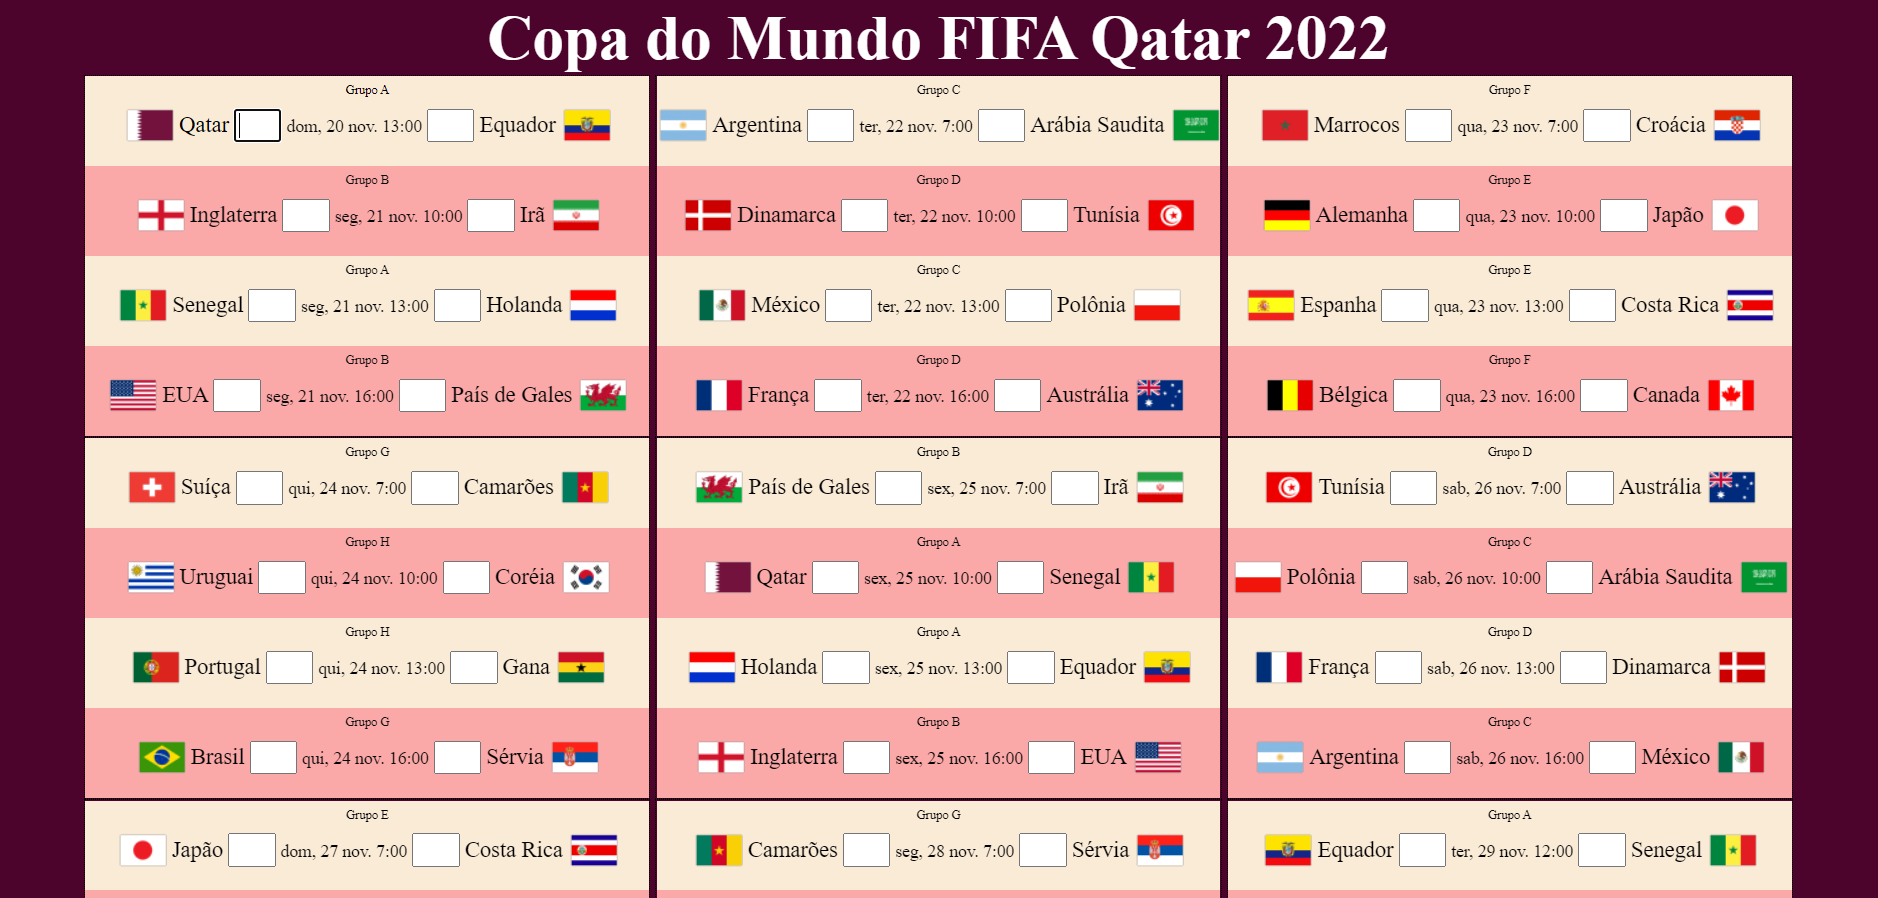 Copa do Mundo FIFA Qatar 2022
Grupo A
Qatar dom, 20 nov. 13:00 Equador
Grupo B
Inglaterra seg, 21 nov. 10:00 Irã
Grupo A
Senegal seg, 21 nov. 13:00 Holanda
Grupo B
EUA seg, 21 nov. 16:00 País de Gales
Grupo C
Argentina ter, 22 nov. 7:00 Arábia Saudita
Grupo D
Dinamarca ter, 22 nov. 10:00 Tunísia
Grupo C
México ter, 22 nov. 13:00 Polônia
Grupo D
França ter, 22 nov. 16:00 Austrália
Grupo F
Marrocos qua, 23 nov. 7:00 Croácia
Grupo E
Alemanha qua, 23 nov. 10:00 Japão
Grupo E
Espanha qua, 23 nov. 13:00 Costa Rica
Grupo F
Bélgica qua, 23 nov. 16:00 Canada
Grupo G
Suíça qui, 24 nov. 7:00 Camarões
Grupo H
Uruguai qui, 24 nov. 10:00 Coréia
Grupo H
Portugal qui, 24 nov. 13:00 Gana
Grupo G
Brasil qui, 24 nov. 16:00 Sérvia
Grupo B
País de Gales sex, 25 nov. 7:00 Irã
Grupo A
Qatar sex, 25 nov. 10:00 Senegal
Grupo A
Holanda sex, 25 nov. 13:00 Equador
Grupo B
Inglaterra sex, 25 nov. 16:00 EUA
Grupo D
Tunísia sab, 26 nov. 7:00 Austrália
Grupo C
Polônia sab, 26 nov. 10:00 Arábia Saudita
Grupo D
França sab, 26 nov. 13:00 Dinamarca
Grupo C
Argentina sab, 26 nov. 16:00 México
Grupo E
Japão dom, 27 nov. 7:00 Costa Rica
Grupo G
Camarões seg, 28 nov. 7:00 Sérvia
Grupo A
Equador ter, 29 nov. 12:00 Senegal